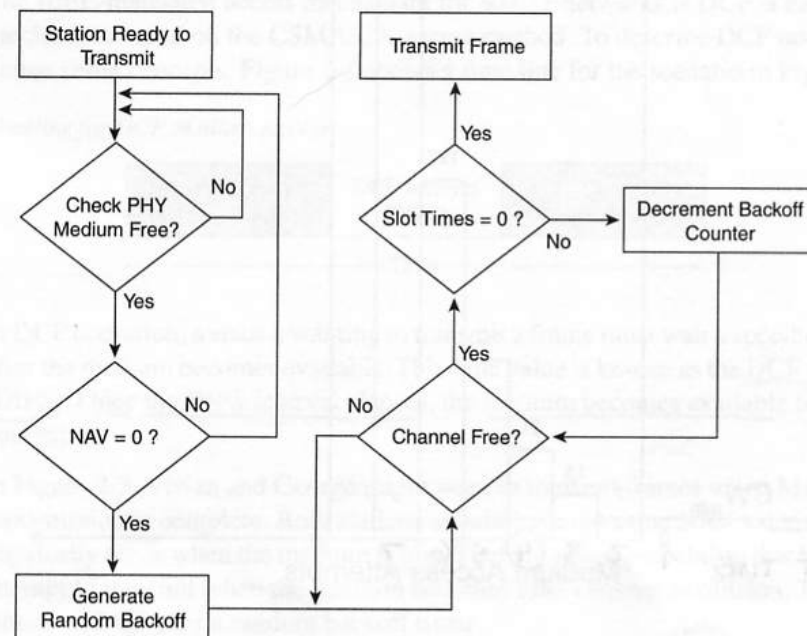 Station Ready to
Transmit
No
Check PHY
Medium Free?
Yes
No
NAV = 0 ?
Yes
Generate
Random Backoff
Transmit Frame
Yes
Slot Times = 0 ?
No
Decrement Backoff
Counter
Yes
No
Channel Free?